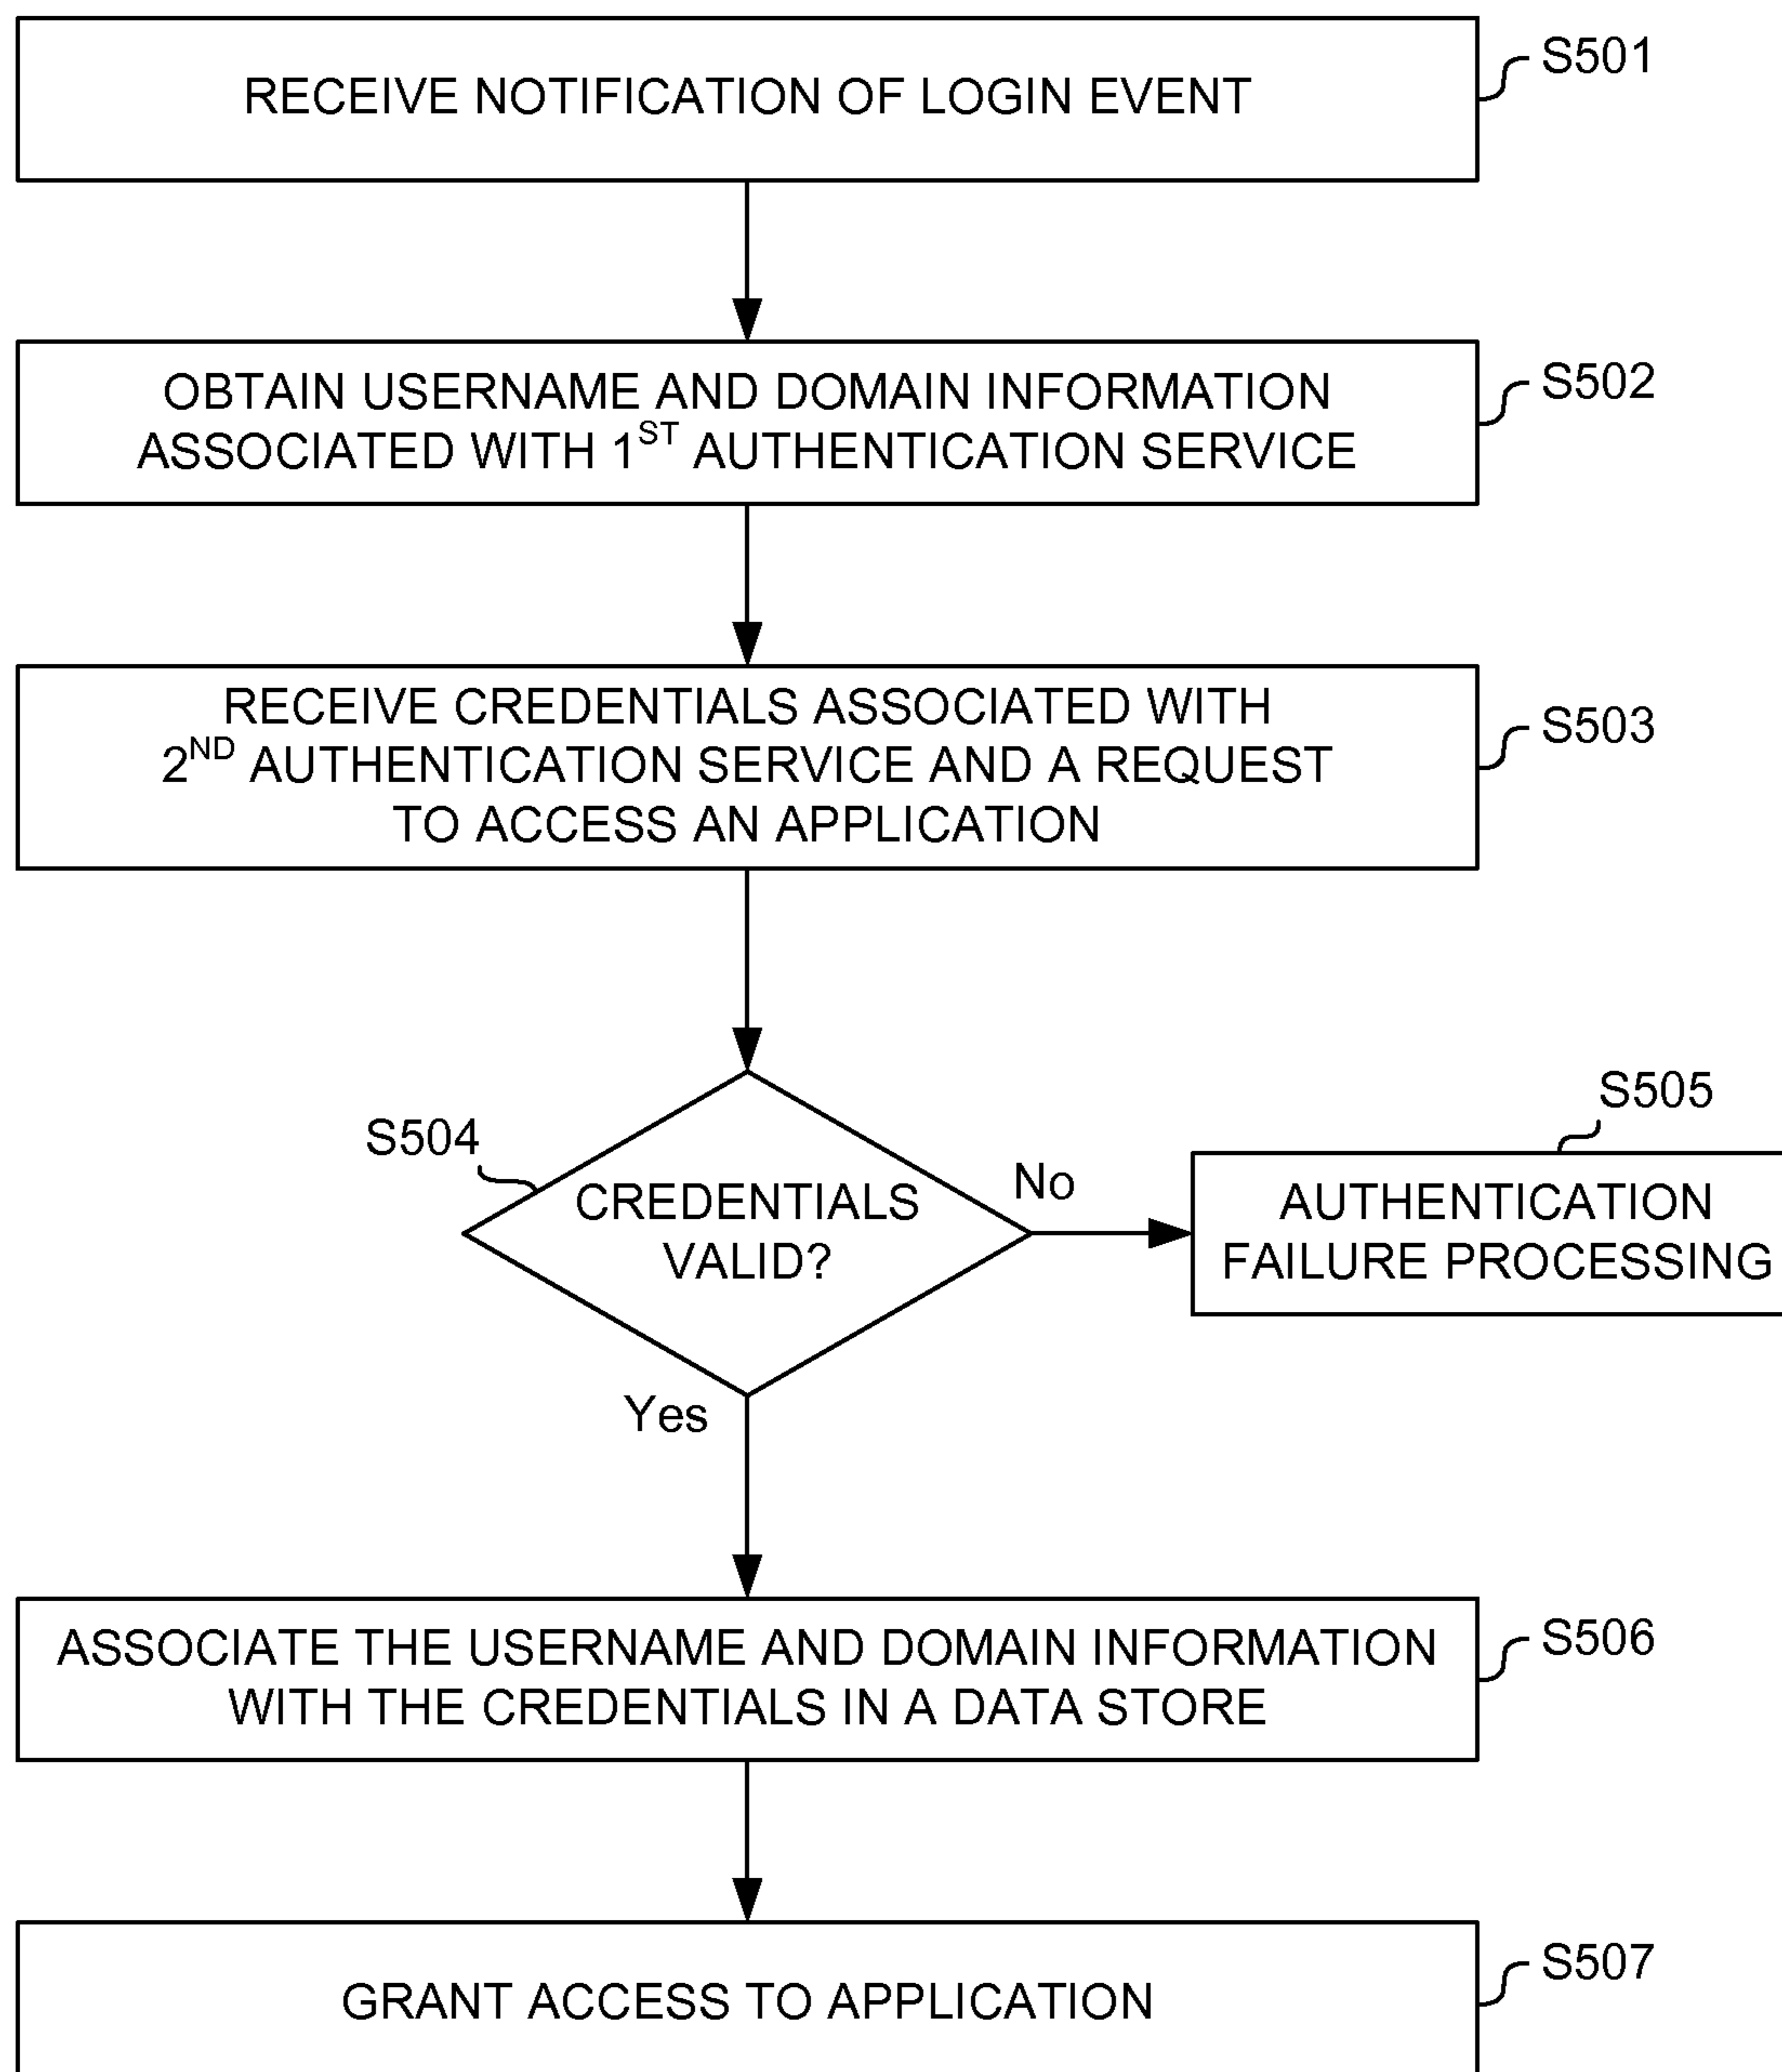 RECEIVE NOTIFICATION OF LOGIN EVENT
S501
OBTAIN USERNAME AND DOMAIN INFORMATION
ASSOCIATED WITH 1ST AUTHENTICATION SERVICE
S502
RECEIVE CREDENTIALS ASSOCIATED WITH
2ND AUTHENTICATION SERVICE AND A REQUEST
TO ACCESS AN APPLICATION
S503
S504
CREDENTIALS
VALID?
No
S505
AUTHENTICATION
FAILURE PROCESSING
Yes
ASSOCIATE THE USERNAME AND DOMAIN INFORMATION
WITH THE CREDENTIALS IN A DATA STORE
S506
GRANT ACCESS TO APPLICATION
S507